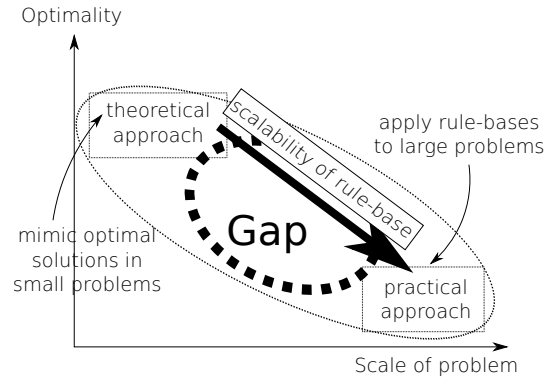 Optimality
theoretical
approach
scalability of rule-base
apply rule-bases
to large problems
Gap
mimic optimal
solutions in
small problems
practical
approach
Scale of problem